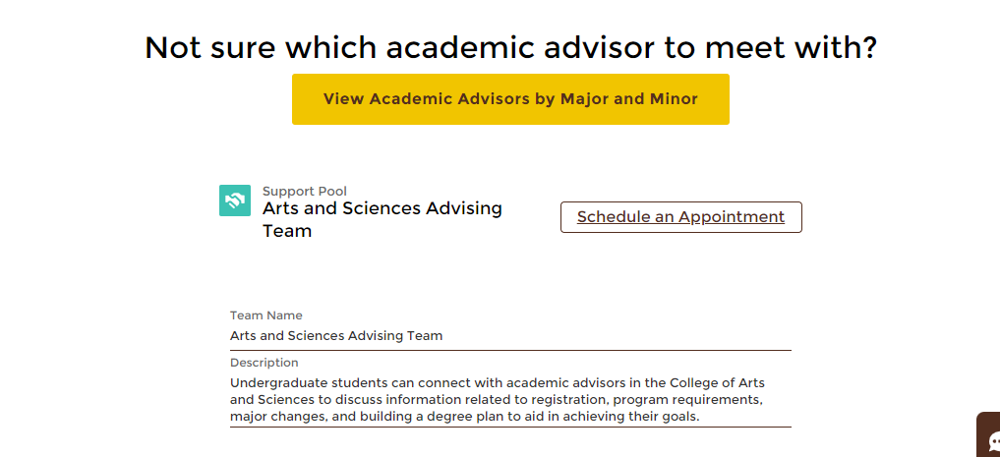 Not sure which academic advisor to meet with?
View Academic Advisors by Major and Minor
Support Pool
Arts and Sciences Advising
Team
Schedule an Appointment
Team Name
Arts and Sciences Advising Team
Description
Undergraduate students can connect with academic advisors in the College of Arts
and Sciences to discuss information related to registration, program requirements,
major changes, and building a degree plan to aid in achieving their goals.